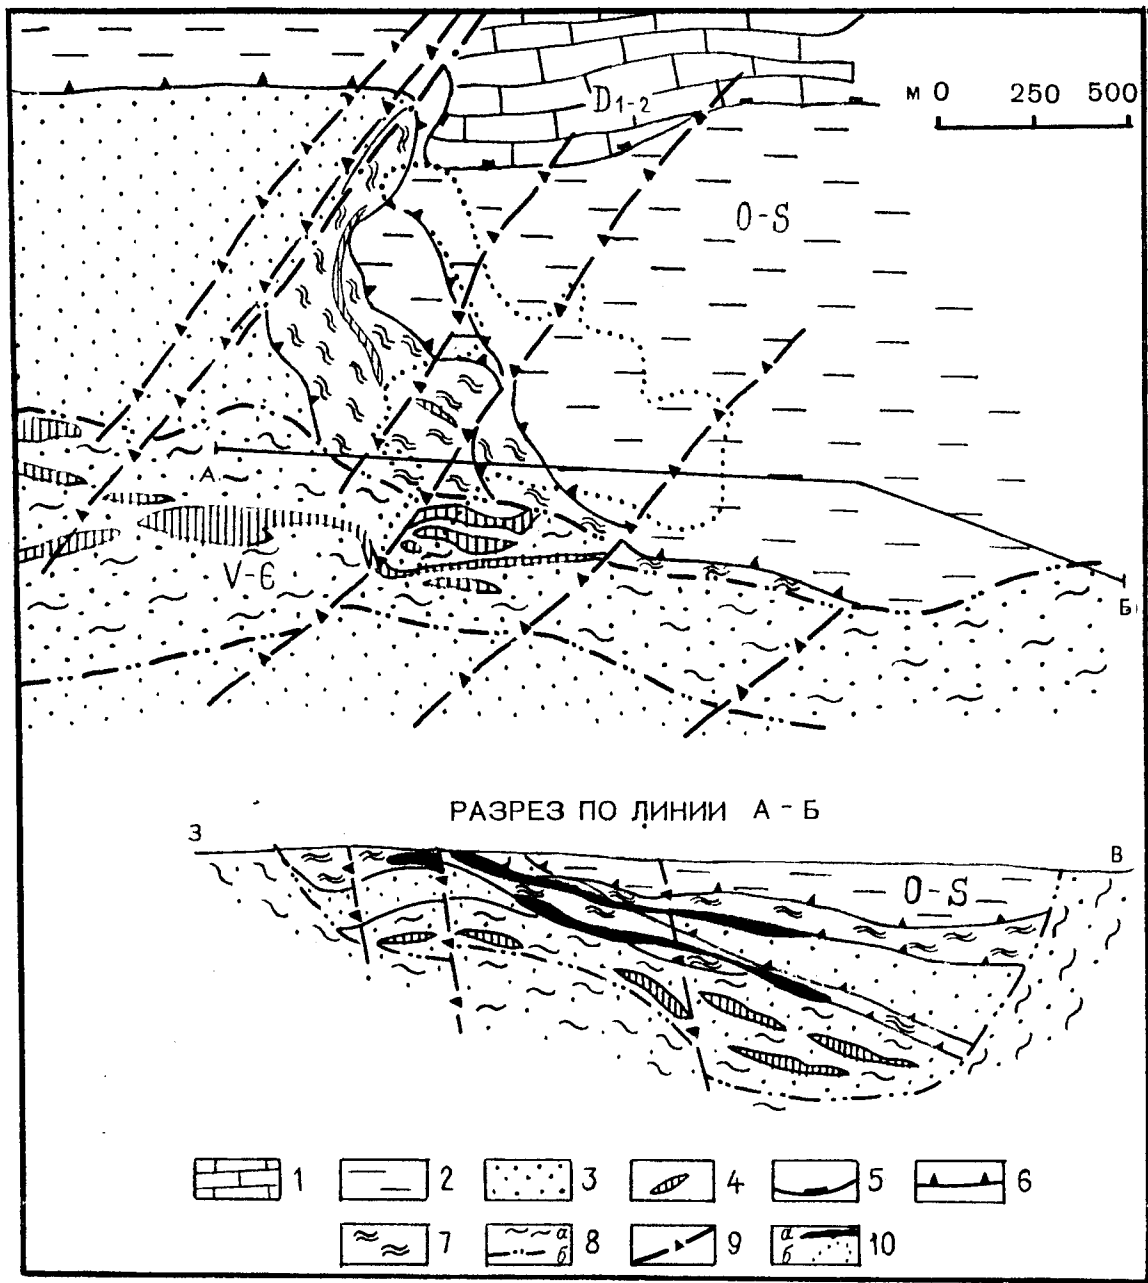 м 0 250 500
D1-2
O-S
А
V-Є
Б
РАЗРЕЗ ПО ЛИНИИ А - Б
З
В
O-S
1 2 3 4 5 6
7 а б 8 9 а б 10